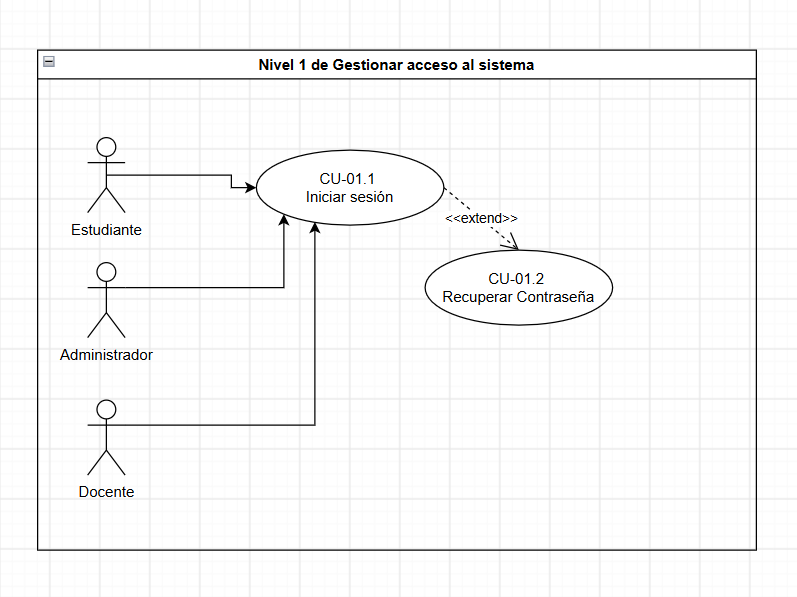 Nivel 1 de Gestionar acceso al sistema
CU-01.1
Iniciar sesión
<<extend>>
Estudiante
CU-01.2
Recuperar Contraseña
Administrador
Docente